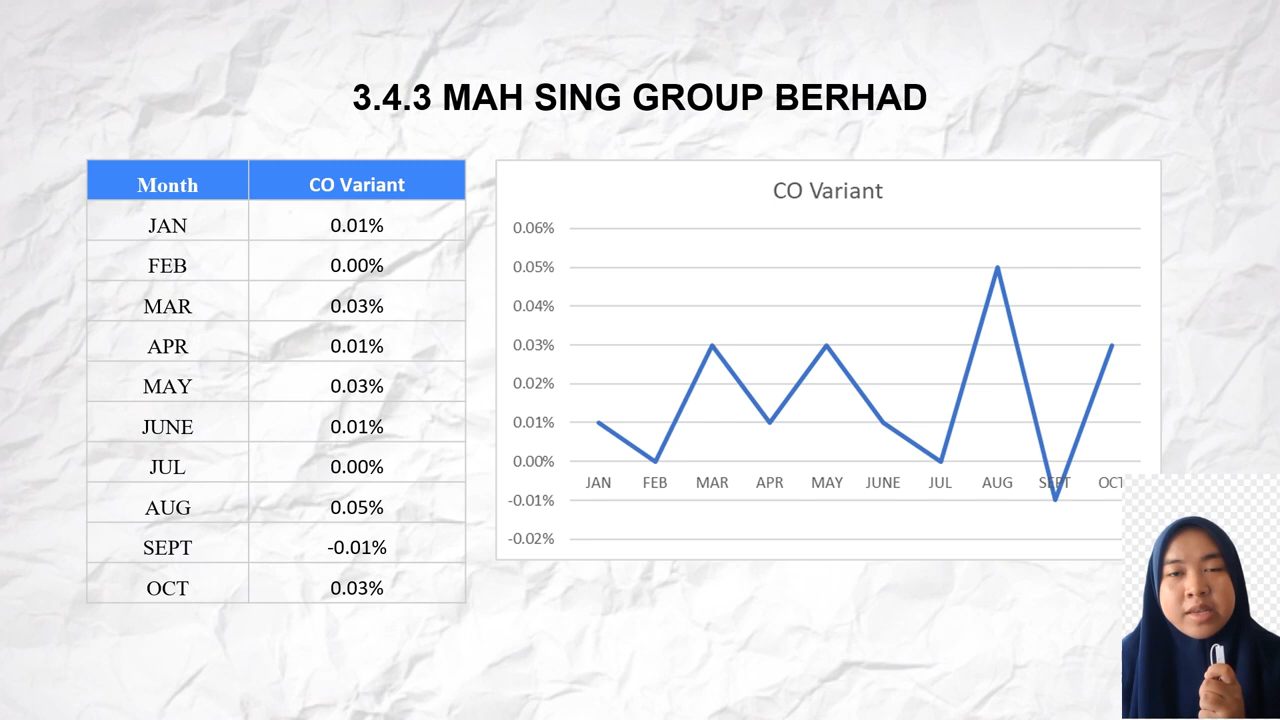 3.4.3 MAH SING GROUP BERHAD
Month CO Variant
JAN 0.01%
FEB 0.00%
MAR 0.03%
APR 0.01%
MAY 0.03%
JUNE 0.01%
JUL 0.00%
AUG 0.05%
SEPT -0.01%
OCT 0.03%
CO Variant
0.06%
0.05%
0.04%
0.03%
0.02%
0.01%
0.00%
JAN FEB MAR APR MAY JUNE JUL AUG SEPT OCT
-0.01%
-0.02%